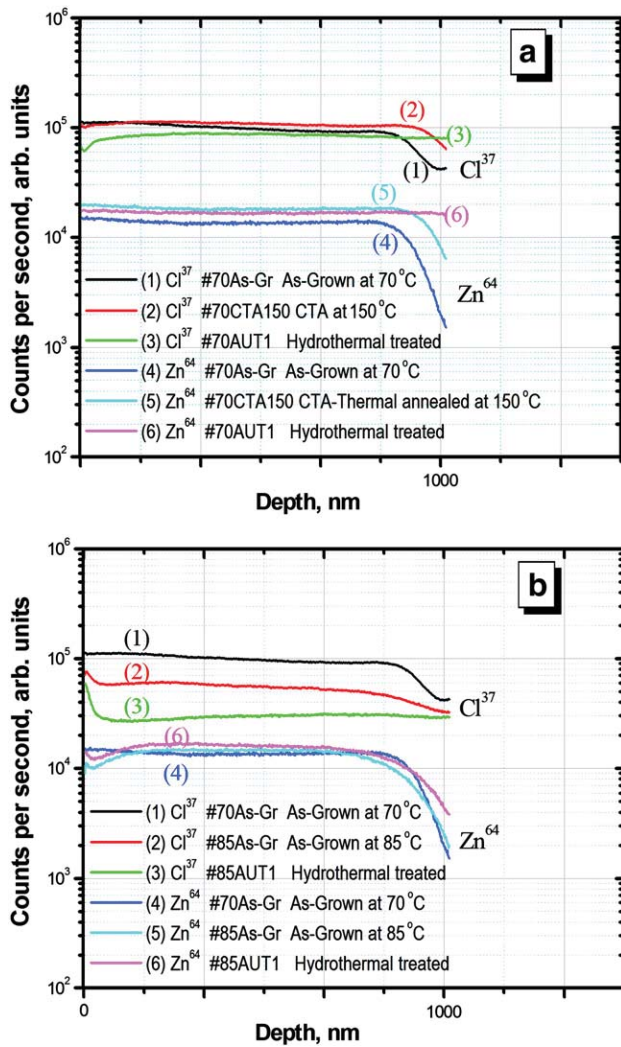 a
10⁶
10⁵
10⁴
10³
10²
Counts per second, arb. units
(2)
(3)
(1)
Cl³⁷
(5)
(6)
(4)
Zn⁶⁴
(1) Cl³⁷ #70As-Gr As-Grown at 70 °C
(2) Cl³⁷ #70CTA150 CTA at 150 °C
(3) Cl³⁷ #70AUT1 Hydrothermal treated
(4) Zn⁶⁴ #70As-Gr As-Grown at 70 °C
(5) Zn⁶⁴ #70CTA150 CTA-Thermal annealed at 150 °C
(6) Zn⁶⁴ #70AUT1 Hydrothermal treated
1000
Depth, nm
b
10⁶
10⁵
10⁴
10³
10²
Counts per second, arb. units
(1)
(2)
(3)
Cl³⁷
(6)
(4)
Zn⁶⁴
(1) Cl³⁷ #70As-Gr As-Grown at 70 °C
(2) Cl³⁷ #85As-Gr As-Grown at 85 °C
(3) Cl³⁷ #85AUT1 Hydrothermal treated
(4) Zn⁶⁴ #70As-Gr As-Grown at 70 °C
(5) Zn⁶⁴ #85As-Gr As-Grown at 85 °C
(6) Zn⁶⁴ #85AUT1 Hydrothermal treated
0
1000
Depth, nm